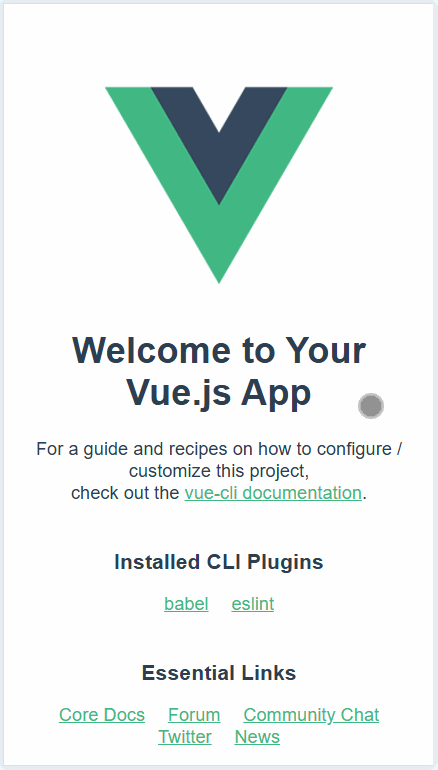 Welcome to Your
Vue.js App
For a guide and recipes on how to configure /
customize this project,
check out the vue-cli documentation.
Installed CLI Plugins
babel eslint
Essential Links
Core Docs Forum Community Chat
Twitter News